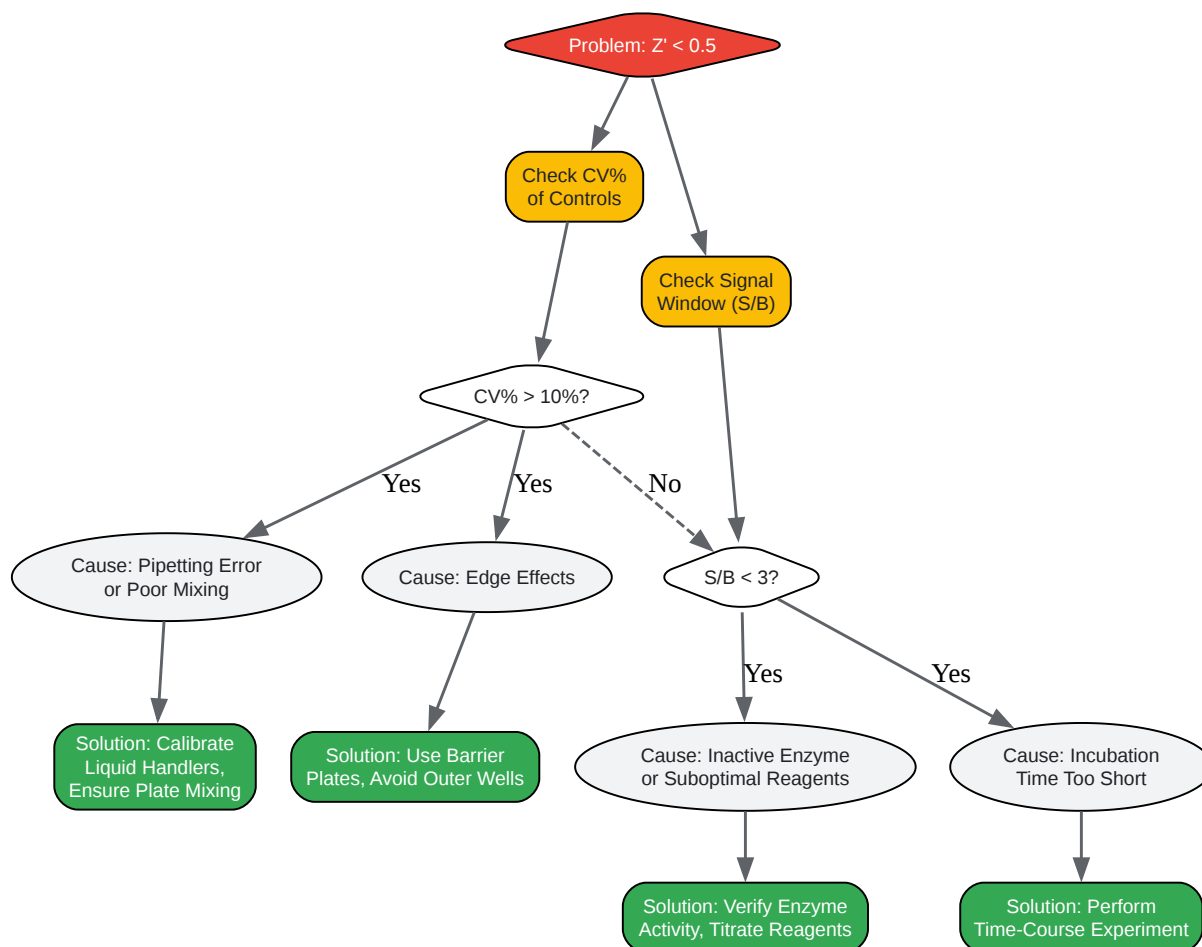 Problem: Z' < 0.5
Check CV%
of Controls
Check Signal
Window (S/B)
CV% > 10%?
Yes
Yes
No
Cause: Pipetting Error
or Poor Mixing
Cause: Edge Effects
S/B < 3?
Yes
Yes
Solution: Calibrate
Liquid Handlers,
Ensure Plate Mixing
Solution: Use Barrier
Plates, Avoid Outer Wells
Cause: Inactive Enzyme
or Suboptimal Reagents
Cause: Incubation
Time Too Short
Solution: Verify Enzyme
Activity, Titrate Reagents
Solution: Perform
Time-Course Experiment